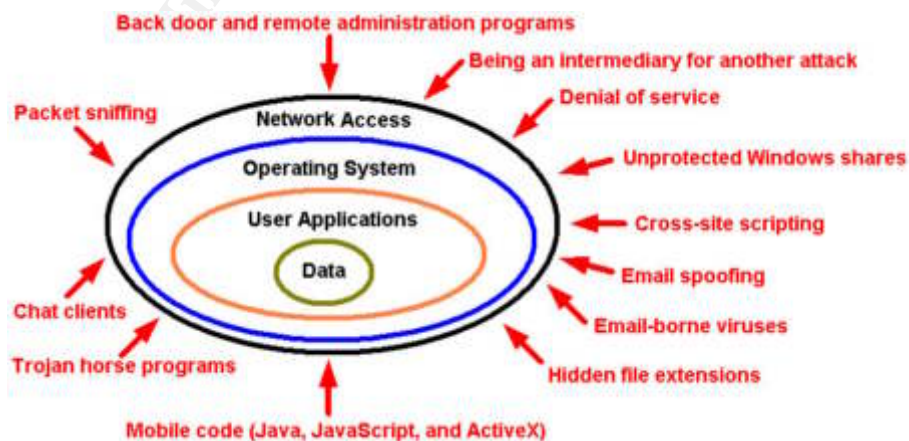 Back door and remote administration programs
Being an intermediary for another attack
Denial of service
Packet sniffing
Network Access
Unprotected Windows shares
Operating System
User Applications
Cross-site scripting
Data
Email spoofing
Chat clients
Email-borne viruses
Trojan horse programs
Hidden file extensions
Mobile code (Java, JavaScript, and ActiveX)